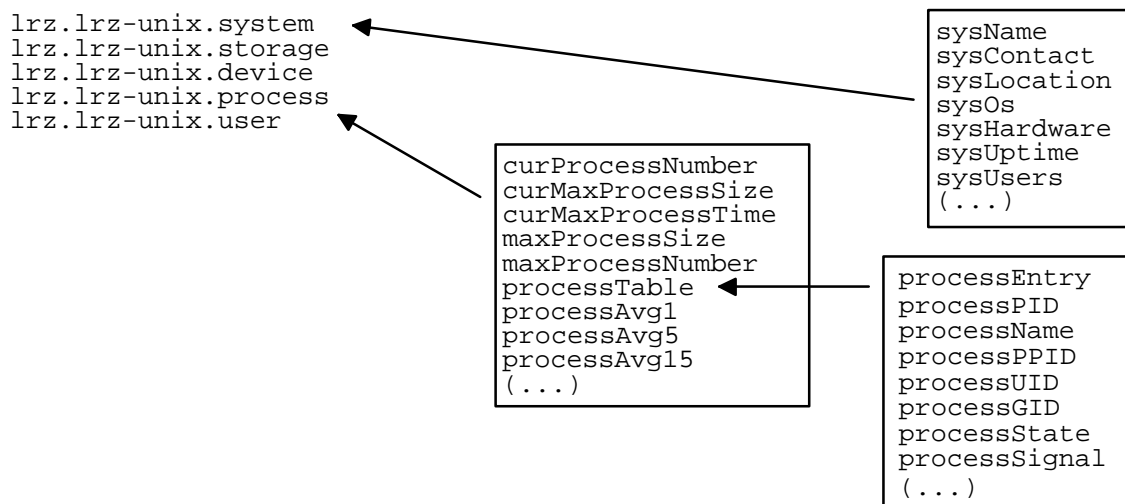 lrz.lrz-unix.system
lrz.lrz-unix.storage
lrz.lrz-unix.device
lrz.lrz-unix.process
lrz.lrz-unix.user
sysName
sysContact
sysLocation
sysOs
sysHardware
sysUptime
sysUsers
(...)
curProcessNumber
curMaxProcessSize
curMaxProcessTime
maxProcessSize
maxProcessNumber
processTable
processAvg1
processAvg5
processAvg15
(...)
processEntry
processPID
processName
processPPID
processUID
processGID
processState
processSignal
(...)